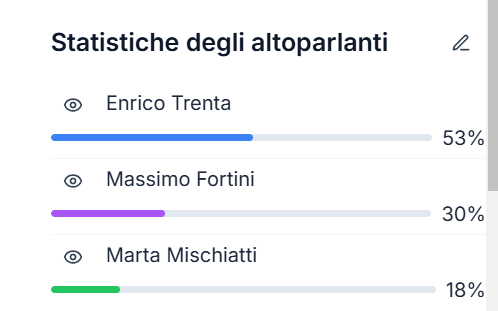 Statistiche degli altoparlanti
Enrico Trenta
53%
Massimo Fortini
30%
Marta Mischiatti
18%